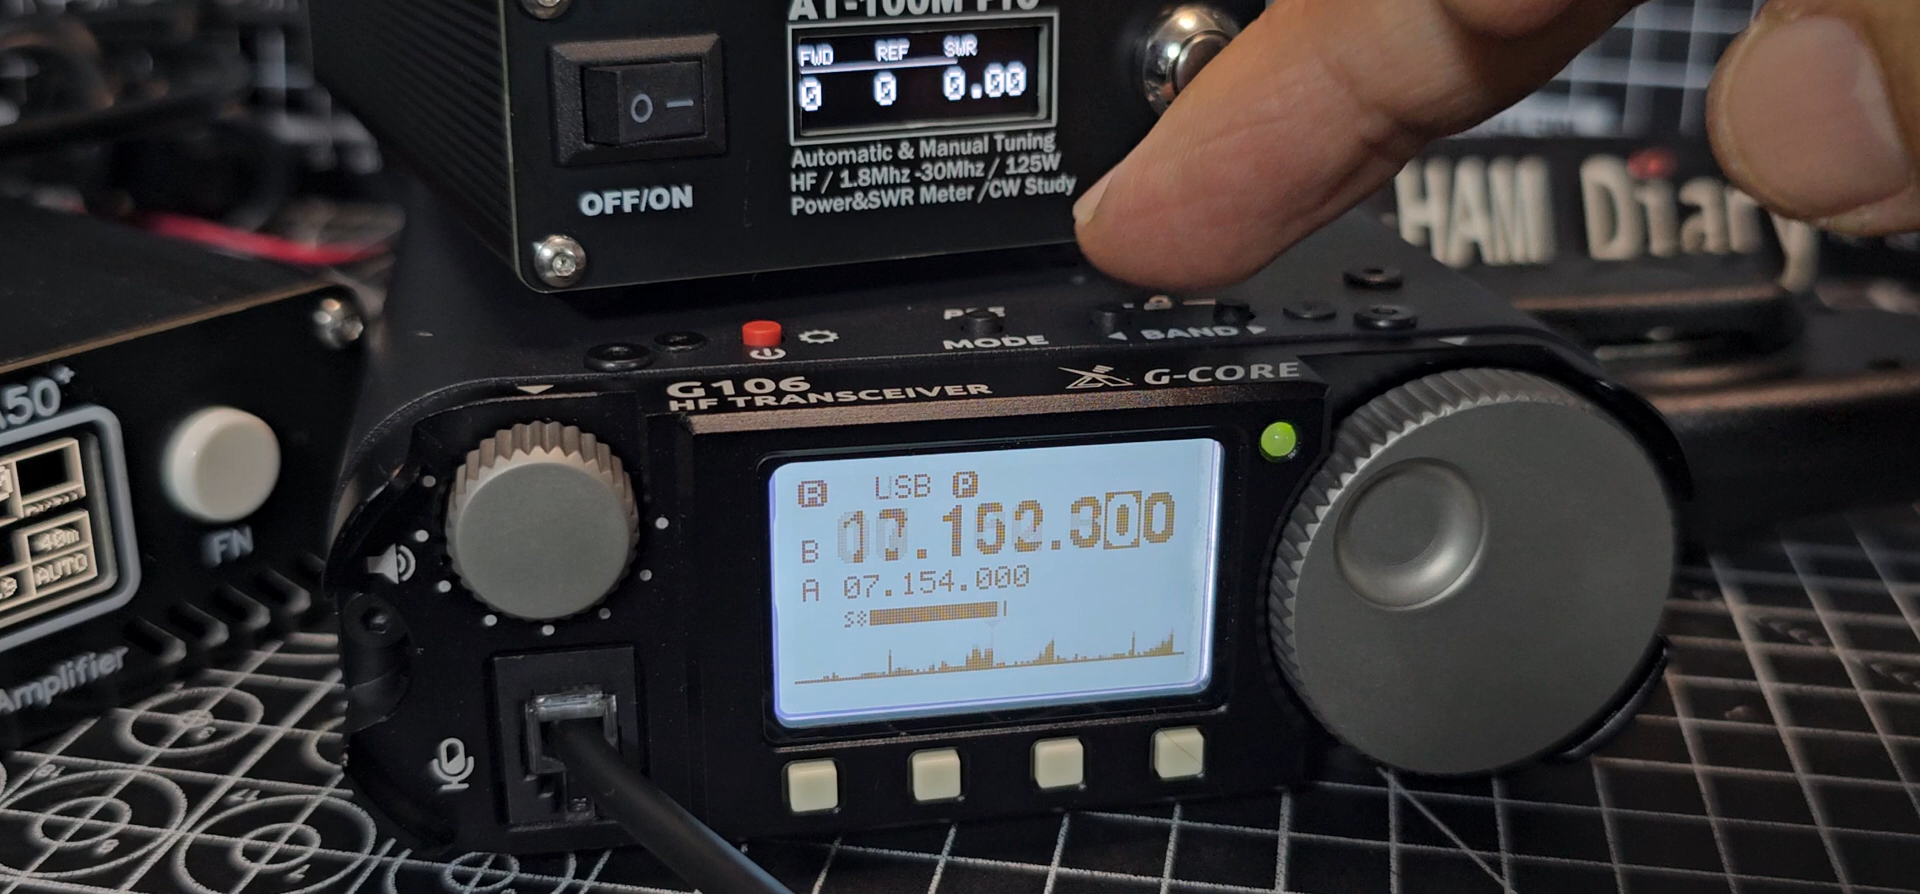 AT-100M Pro
FWD REF SWR
0 0 0.00
Automatic & Manual Tuning
HF / 1.8Mhz -30Mhz / 125W
Power&SWR Meter /CW Study
OFF/ON
HAM Diary
MODE
BAND
G106
HF TRANSCEIVER
G-CORE
50+
FN
40m
AUTO
Amplifier
R USB P
B
A 07.154.000
S